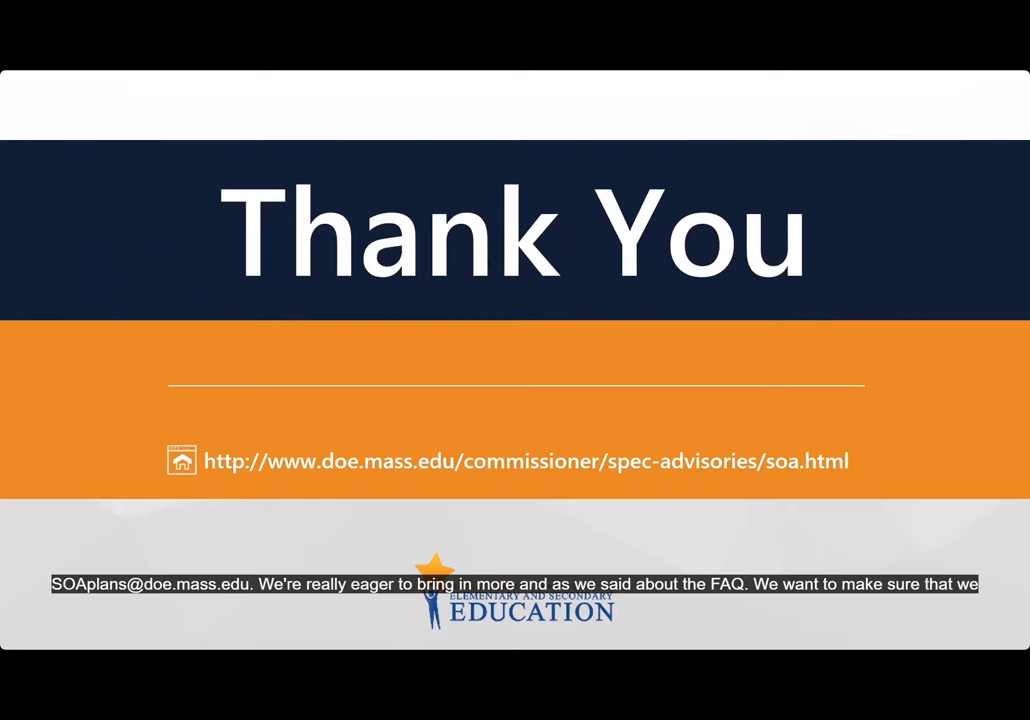 Thank You
http://www.doe.mass.edu/commissioner/spec-advisories/soa.html
SOAplans@doe.mass.edu. We're really eager to bring in more and as we said about the FAQ. We want to make sure that we
ELEMENTARY AND SECONDARY
EDUCATION